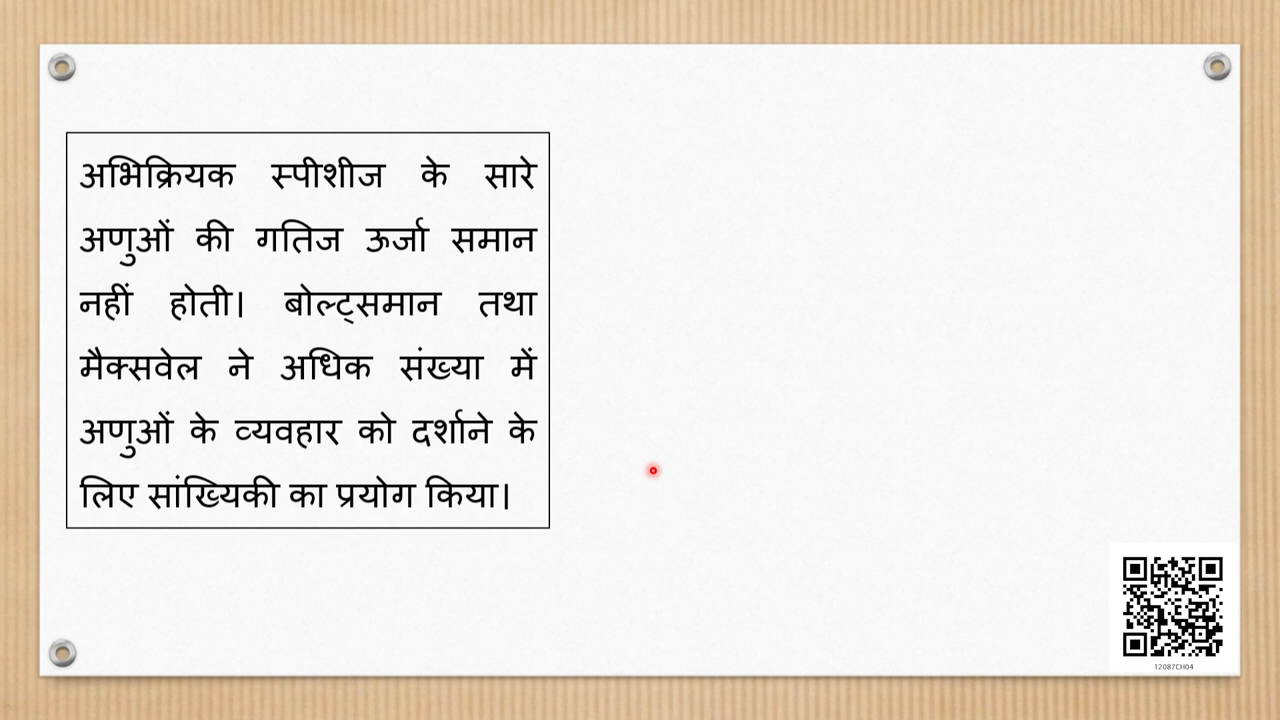 अभिक्रियक स्पीशीज के सारे
अणुओं की गतिज ऊर्जा समान
नहीं होती। बोल्ट्समान तथा
मैक्सवेल ने अधिक संख्या में
अणुओं के व्यवहार को दर्शाने के
लिए सांख्यिकी का प्रयोग किया।
12087CH04